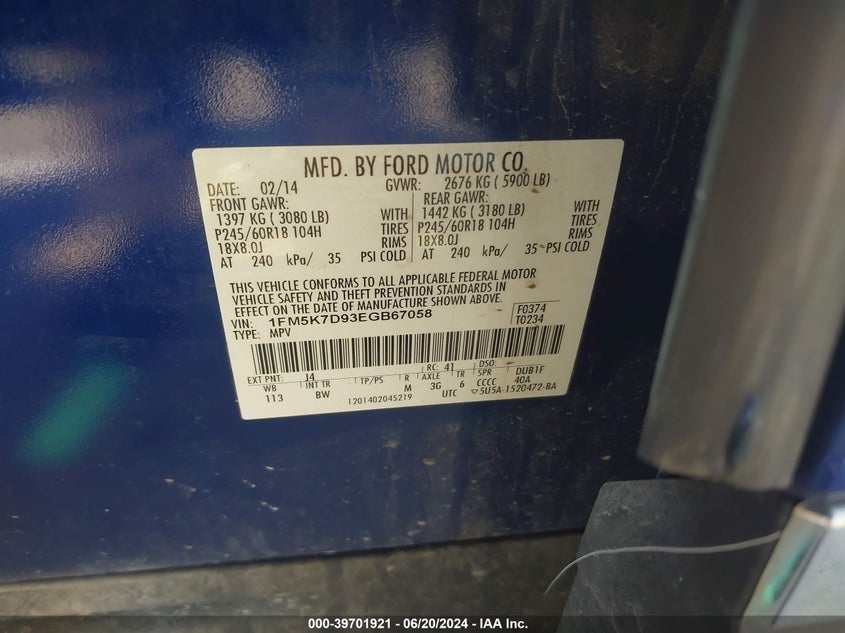 MFD. BY FORD MOTOR CO.
DATE: 02/14 GVWR: 2676 KG ( 5900 LB)
FRONT GAWR: REAR GAWR:
1397 KG ( 3080 LB) WITH 1442 KG ( 3180 LB) WITH
P245/60R18 104H TIRES P245/60R18 104H TIRES
18X8.0J RIMS 18X8.0J RIMS
AT 240 kPa/ 35 PSI COLD AT 240 kPa/ 35 PSI COLD
THIS VEHICLE CONFORMS TO ALL APPLICABLE FEDERAL MOTOR
VEHICLE SAFETY AND THEFT PREVENTION STANDARDS IN
EFFECT ON THE DATE OF MANUFACTURE SHOWN ABOVE.
VIN: 1FM5K7D93EGB67058 F0374
TYPE: MPV T0234
EXT PNT: J4 RC: 41 DSO:
WB INT TR TP/PS R AXLE TR SPR DUB1F
113 BW M 3G 6 CCCC 40A
1201402045219 UTC ▽5U5A-1520472-BA
000-39701921 - 06/20/2024 - IAA Inc.